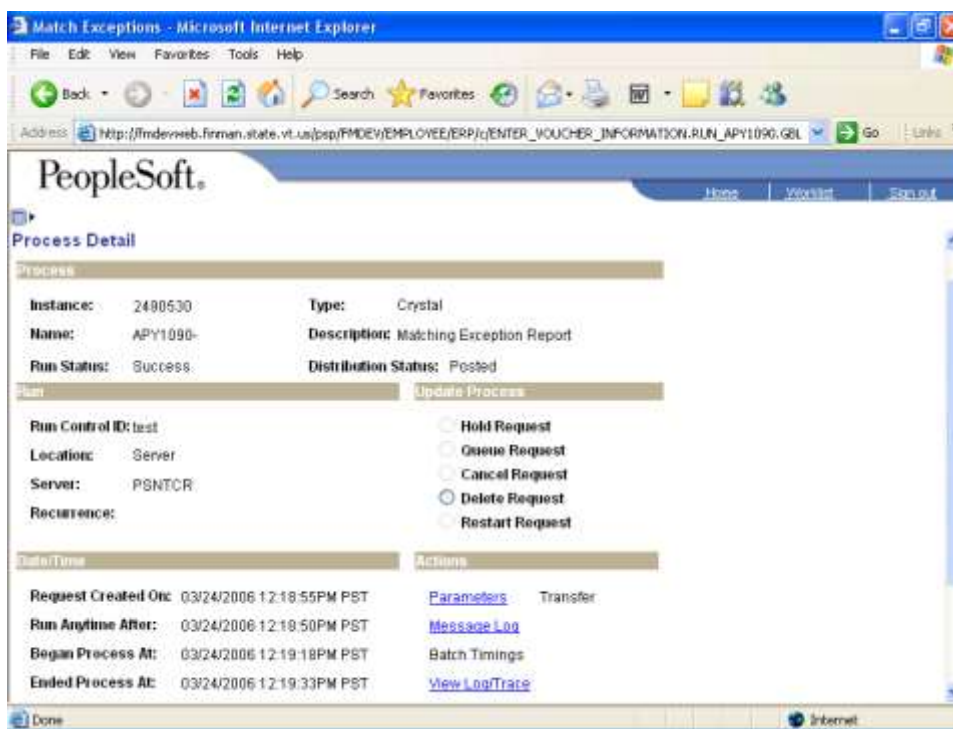 Match Exceptions - Microsoft Internet Explorer
File Edit View Favorites Tools Help
Back Search Favorites
Address http://fmdevweb.finman.state.vt.us/psp/FMDEV/EMPLOYEE/ERP/c/ENTER_VOUCHER_INFORMATION.RUN_APY1090.GBL Go Links
PeopleSoft.
Home Worklist Sign out
Process Detail
Process
Instance: 2480530 Type: Crystal
Name: APY1090- Description: Matching Exception Report
Run Status: Success Distribution Status: Posted
Run Update Process
Run Control ID: test Hold Request
Queue Request
Location: Server
Cancel Request
Server: PSNTCR
Delete Request
Recurrence:
Restart Request
Date/Time Actions
Request Created On: 03/24/2006 12:18:55PM PST Parameters Transfer
Run Anytime After: 03/24/2006 12:18:50PM PST Message Log
Began Process At: 03/24/2006 12:19:18PM PST Batch Timings
Ended Process At: 03/24/2006 12:19:33PM PST View Log/Trace
Done Internet